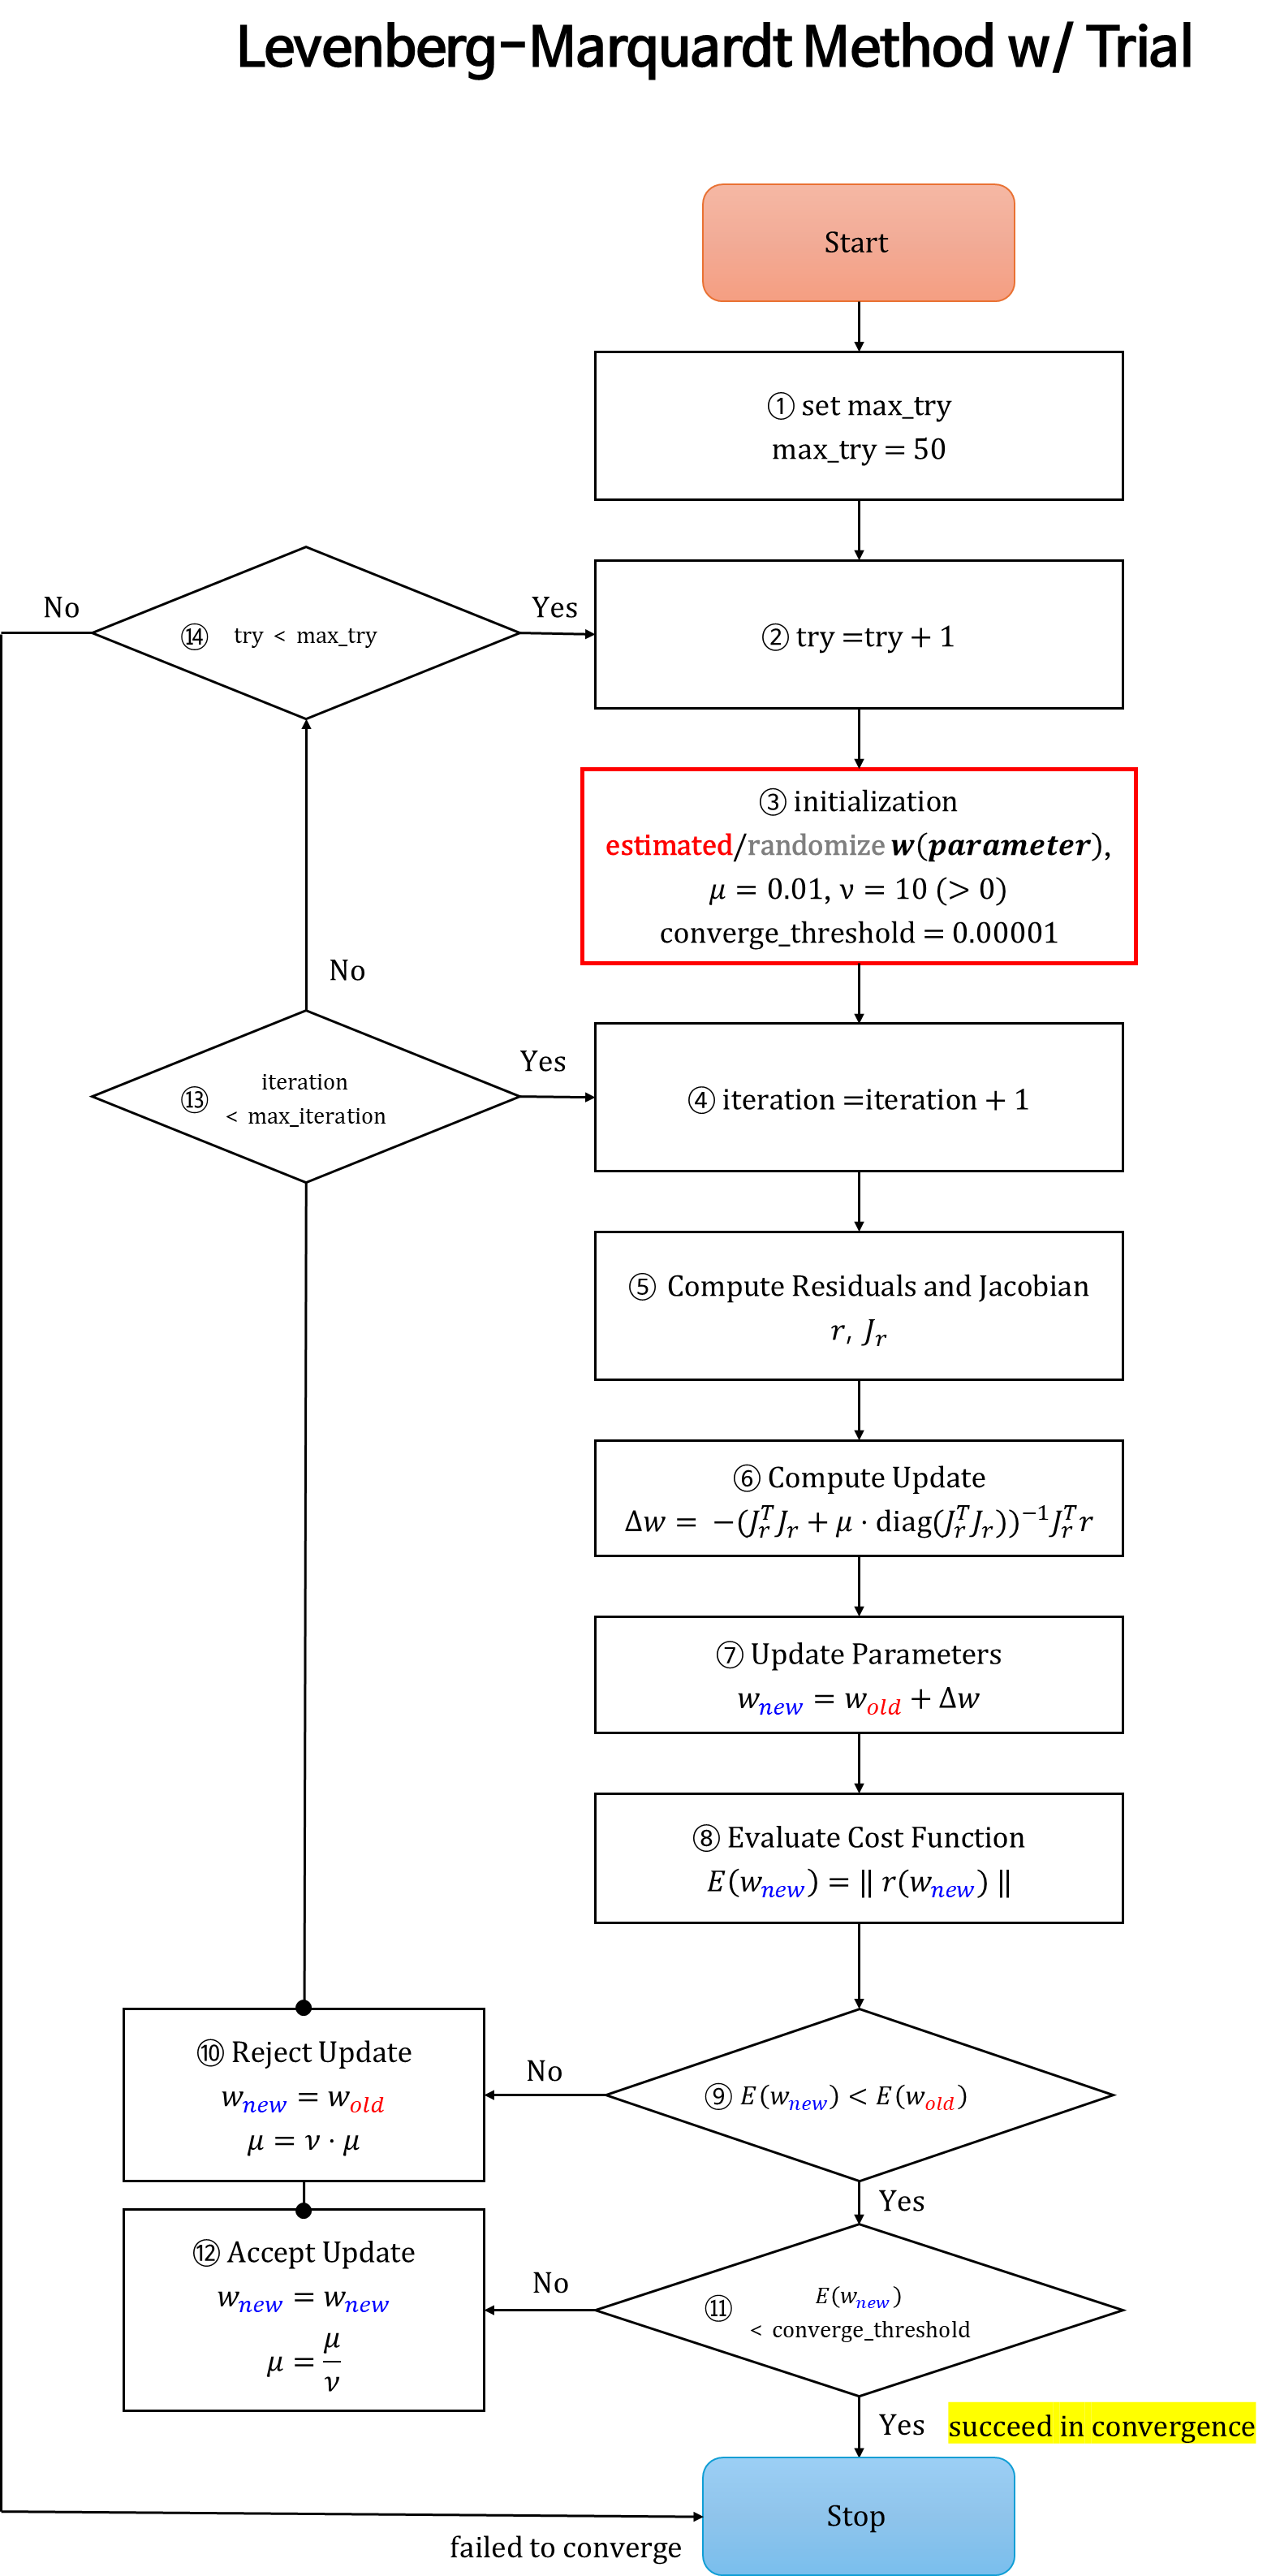 Levenberg-Marquardt Method w/ Trial
Start
① set max_try
max_try = 50
No
⑭ try < max_try
Yes
② try =try + 1
③ initialization
estimated/randomize w(parameter),
μ = 0.01, ν = 10 (> 0)
converge_threshold = 0.00001
No
⑬ iteration
< max_iteration
Yes
④ iteration =iteration + 1
⑤ Compute Residuals and Jacobian
r, J_r
⑥ Compute Update
Δw = −(J_r^T J_r + μ · diag(J_r^T J_r))^−1 J_r^T r
⑦ Update Parameters
w_new = w_old + Δw
⑧ Evaluate Cost Function
E(w_new) = ‖ r(w_new) ‖
⑨ E(w_new) < E(w_old)
No
⑩ Reject Update
w_new = w_old
μ = ν · μ
Yes
⑪ E(w_new)
< converge_threshold
No
⑫ Accept Update
w_new = w_new
μ = μ/ν
Yes
succeed in convergence
Stop
failed to converge